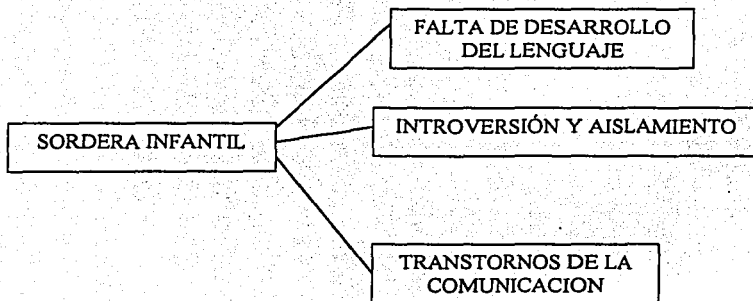 FALTA DE DESARROLLO
DEL LENGUAJE
SORDERA INFANTIL
INTROVERSIÓN Y AISLAMIENTO
TRANSTORNOS DE LA
COMUNICACION